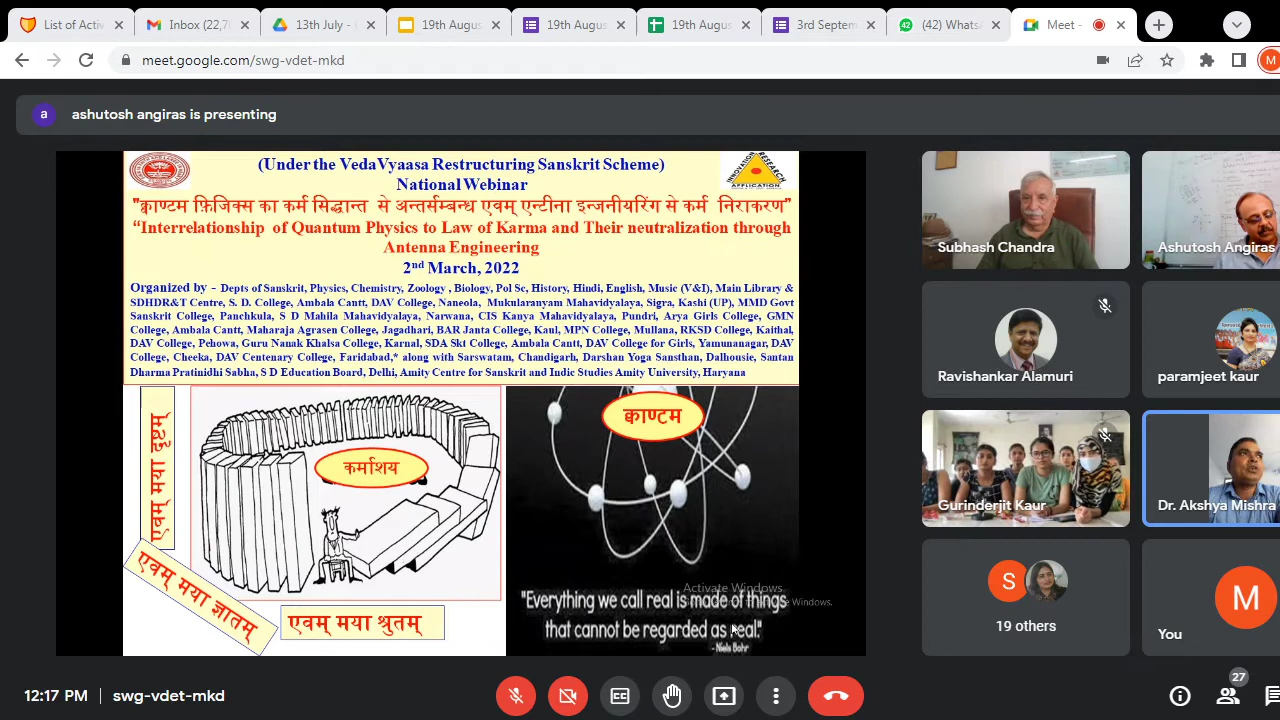 List of Activ
Inbox (22,7
13th July -
19th Augus
19th Augus
19th Augus
3rd Septem
(42) Whats
Meet -
meet.google.com/swg-vdet-mkd
M
a
ashutosh angiras is presenting
(Under the VedaVyaasa Restructuring Sanskrit Scheme)
National Webinar
"क्वाण्टम फ़िजिक्स का कर्म सिद्धान्त से अन्तर्सम्बन्ध एवम् एन्टीना इन्जनीयरिंग से कर्म निराकरण"
“Interrelationship of Quantum Physics to Law of Karma and Their neutralization through
Antenna Engineering
2nd March, 2022
Organized by - Depts of Sanskrit, Physics, Chemistry, Zoology , Biology, Pol Sc, History, Hindi, English, Music (V&I), Main Library &
SDHDR&T Centre, S. D. College, Ambala Cantt, DAV College, Naneola, Mukularanyam Mahavidyalaya, Sigra, Kashi (UP), MMD Govt
Sanskrit College, Panchkula, S D Mahila Mahavidyalaya, Narwana, CIS Kanya Mahavidyalaya, Pundri, Arya Girls College, GMN
College, Ambala Cantt, Maharaja Agrasen College, Jagadhari, BAR Janta College, Kaul, MPN College, Mullana, RKSD College, Kaithal,
DAV College, Pehowa, Guru Nanak Khalsa College, Karnal, SDA Skt College, Ambala Cantt, DAV College for Girls, Yamunanagar, DAV
College, Cheeka, DAV Centenary College, Faridabad,* along with Sarswatam, Chandigarh, Darshan Yoga Sansthan, Dalhousie, Santan
Dharma Pratinidhi Sabha, S D Education Board, Delhi, Amity Centre for Sanskrit and Indic Studies Amity University, Haryana
INNOVATION
RESEARCH
APPLICATION
एवम् मया दृष्टम्
कर्माशय
क्वाण्टम
एवम् मया ज्ञातम्
एवम् मया श्रुतम्
Activate Windows
Windows.
"Everything we call real is made of things
that cannot be regarded as real."
- Niels Bohr
Subhash Chandra
Ashutosh Angiras
Ravishankar Alamuri
paramjeet kaur
Gurinderjit Kaur
Dr. Akshya Mishra
S
19 others
M
You
12:17 PM | swg-vdet-mkd
27